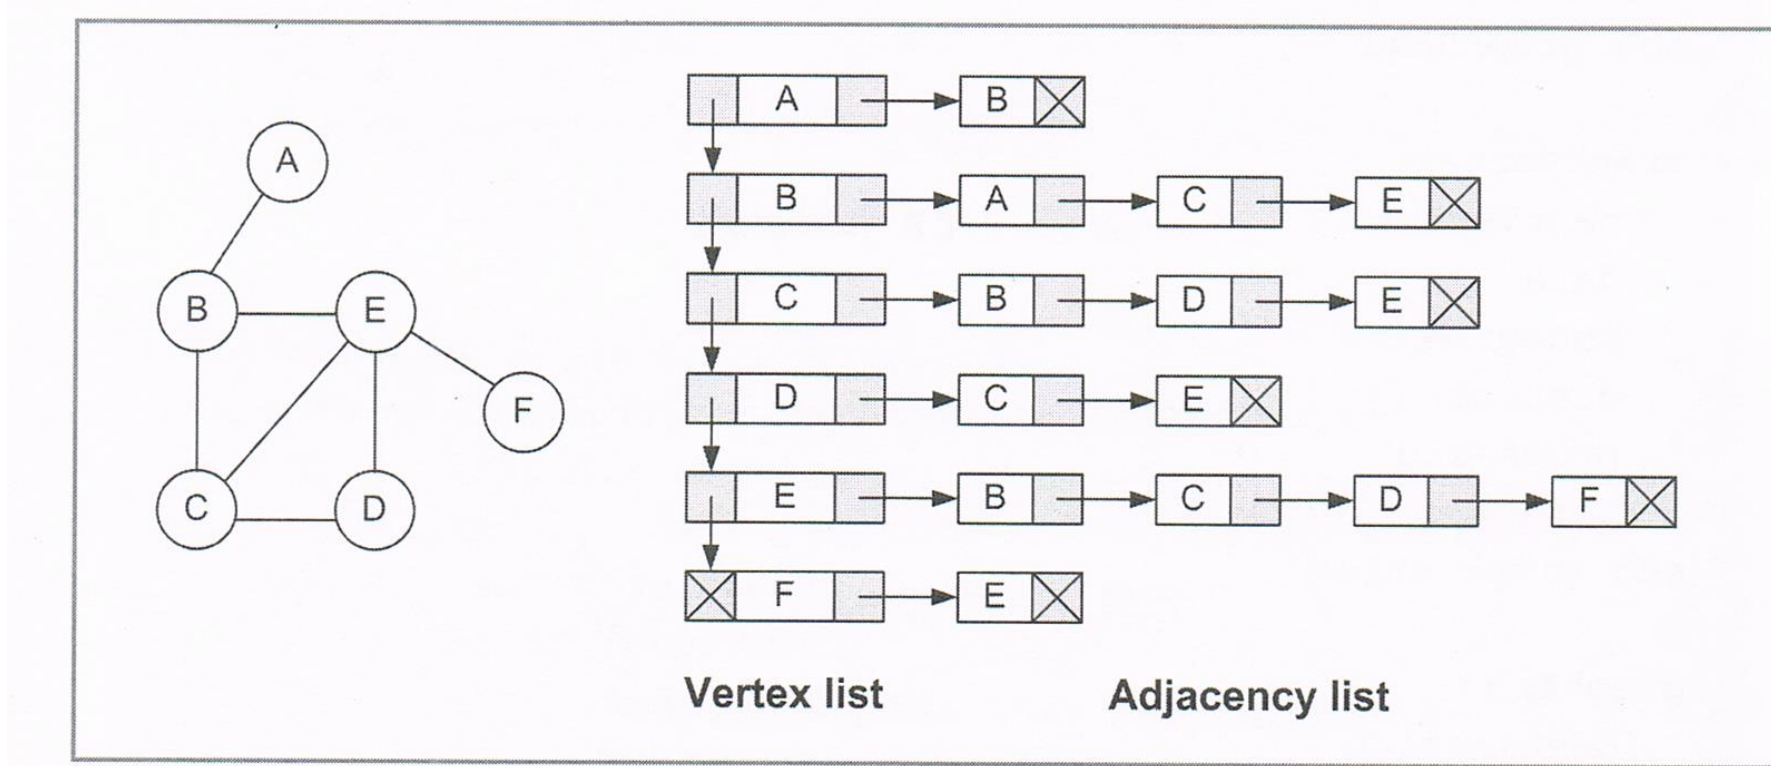 A
B
E
F
C
D
A B
B A C E
C B D E
D C E
E B C D F
F E
Vertex list
Adjacency list